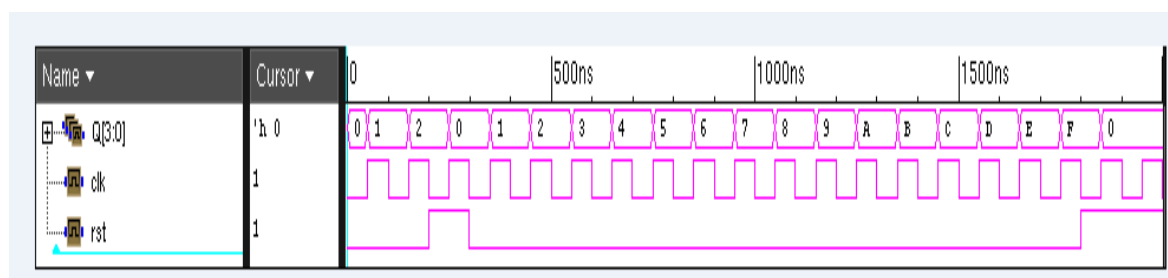 Name Cursor 0 500ns 1000ns 1500ns
Q[3:0] 'h 0 0 1 2 0 1 2 3 4 5 6 7 8 9 A B C D E F 0
clk 1
rst 1